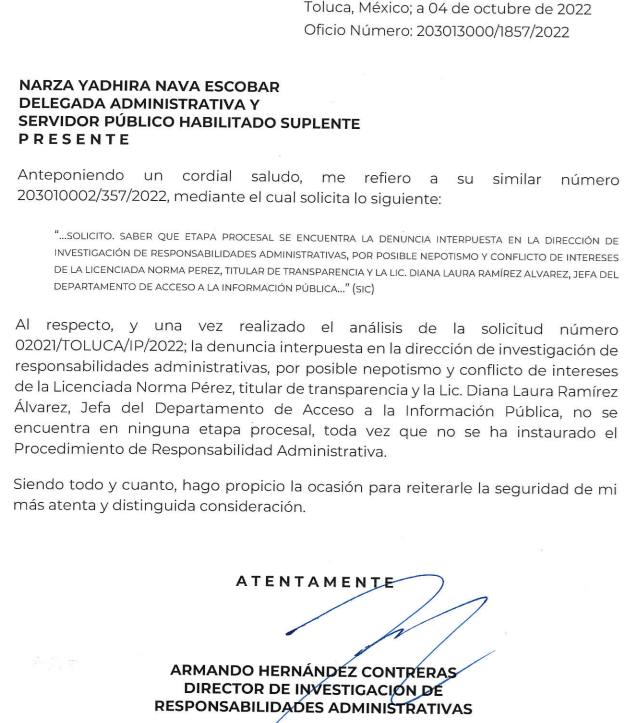 Toluca, México; a 04 de octubre de 2022
Oficio Número: 203013000/1857/2022
NARZA YADHIRA NAVA ESCOBAR
DELEGADA ADMINISTRATIVA Y
SERVIDOR PÚBLICO HABILITADO SUPLENTE
P R E S E N T E
Anteponiendo un cordial saludo, me refiero a su similar número
203010002/357/2022, mediante el cual solicita lo siguiente:
"...SOLICITO. SABER QUE ETAPA PROCESAL SE ENCUENTRA LA DENUNCIA INTERPUESTA EN LA DIRECCIÓN DE
INVESTIGACIÓN DE RESPONSABILIDADES ADMINISTRATIVAS, POR POSIBLE NEPOTISMO Y CONFLICTO DE INTERESES
DE LA LICENCIADA NORMA PEREZ, TITULAR DE TRANSPARENCIA Y LA LIC. DIANA LAURA RAMÍREZ ALVAREZ, JEFA DEL
DEPARTAMENTO DE ACCESO A LA INFORMACIÓN PÚBLICA..." (SIC)
Al respecto, y una vez realizado el análisis de la solicitud número
02021/TOLUCA/IP/2022; la denuncia interpuesta en la dirección de investigación de
responsabilidades administrativas, por posible nepotismo y conflicto de intereses
de la Licenciada Norma Pérez, titular de transparencia y la Lic. Diana Laura Ramírez
Álvarez, Jefa del Departamento de Acceso a la Información Pública, no se
encuentra en ninguna etapa procesal, toda vez que no se ha instaurado el
Procedimiento de Responsabilidad Administrativa.
Siendo todo y cuanto, hago propicio la ocasión para reiterarle la seguridad de mi
más atenta y distinguida consideración.
A T E N T A M E N T E
ARMANDO HERNÁNDEZ CONTRERAS
DIRECTOR DE INVESTIGACIÓN DE
RESPONSABILIDADES ADMINISTRATIVAS